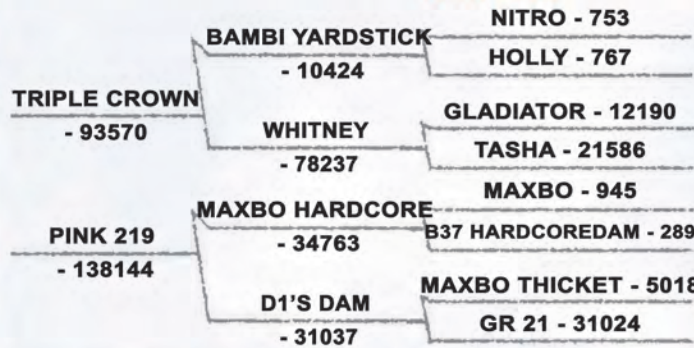 NITRO - 753
BAMBI YARDSTICK
- 10424
HOLLY - 767
TRIPLE CROWN
- 93570
GLADIATOR - 12190
WHITNEY
- 78237
TASHA - 21586
MAXBO - 945
MAXBO HARDCORE
- 34763
B37 HARDCOREDAM - 289
PINK 219
- 138144
MAXBO THICKET - 5018
D1'S DAM
- 31037
GR 21 - 31024